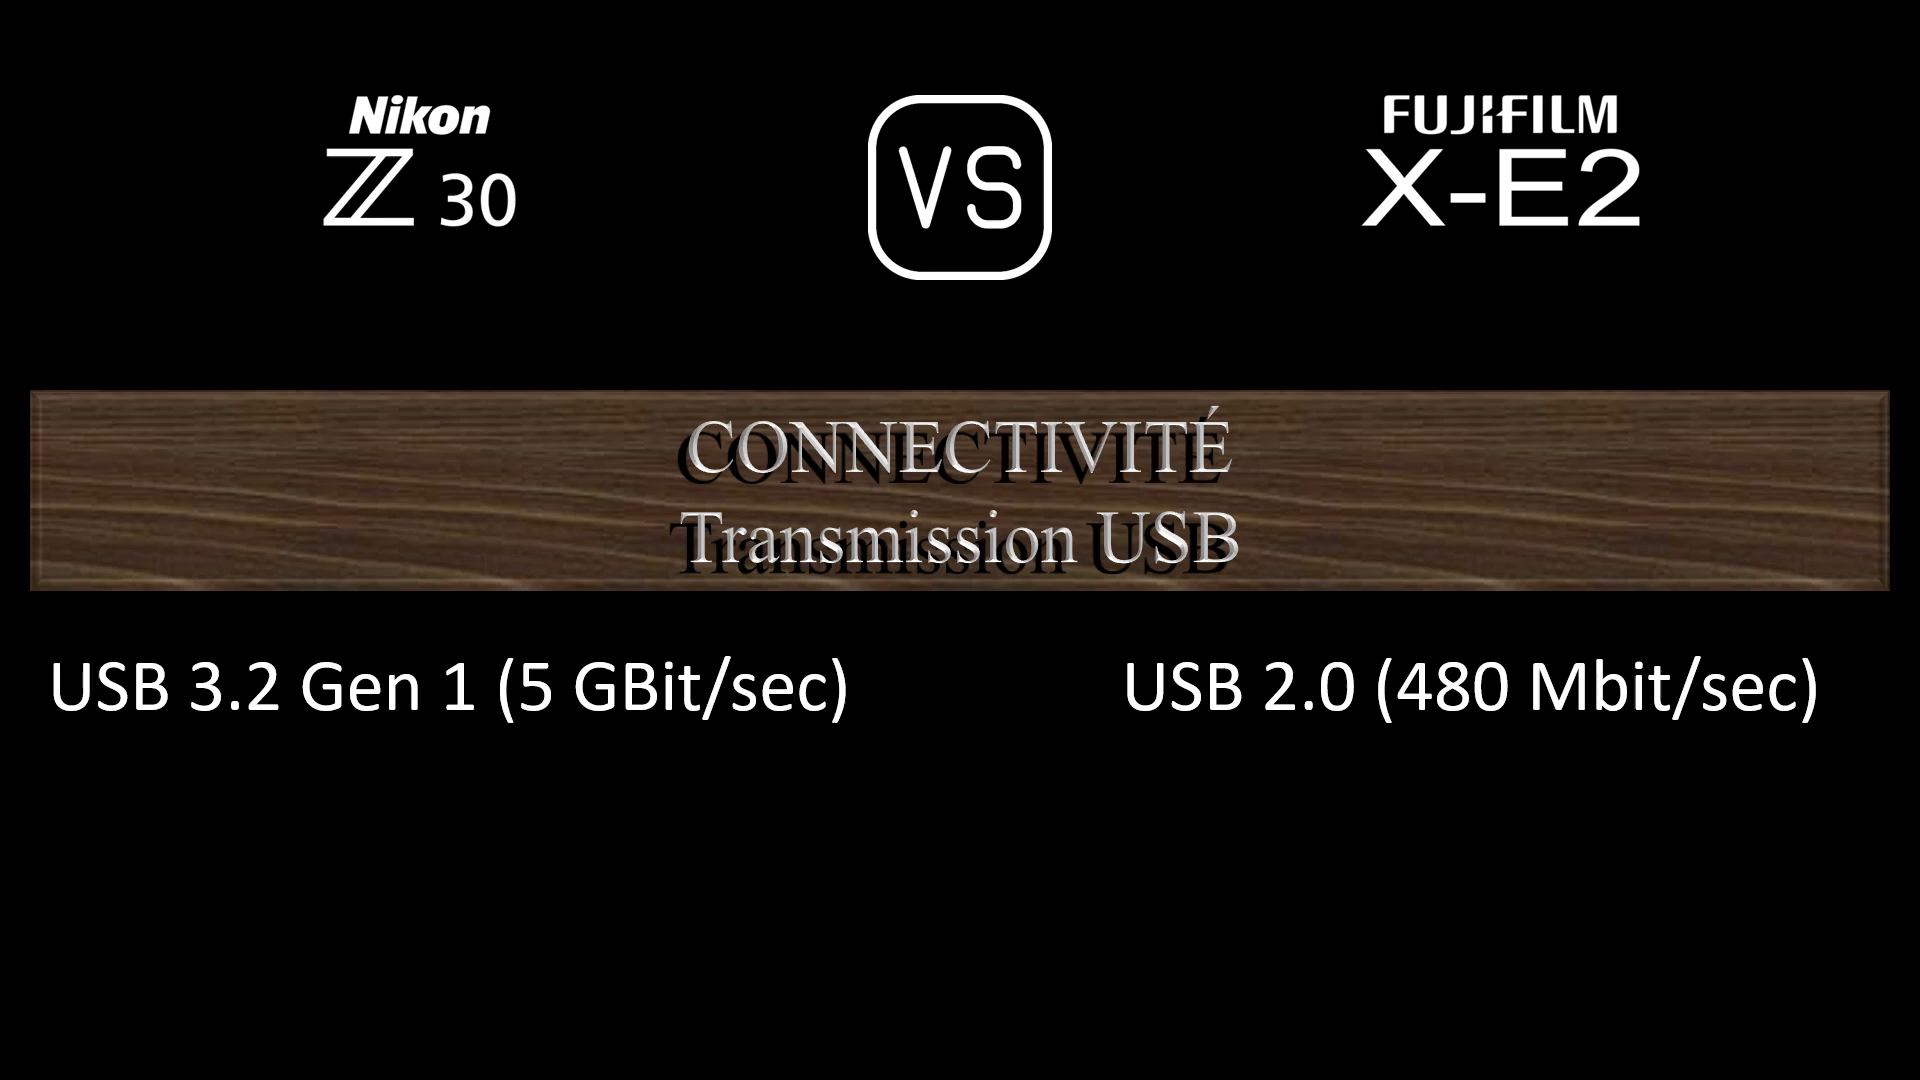 Nikon
Z 30
VS
FUJIFILM
X-E2
CONNECTIVITÉ
Transmission USB
USB 3.2 Gen 1 (5 GBit/sec)
USB 2.0 (480 Mbit/sec)